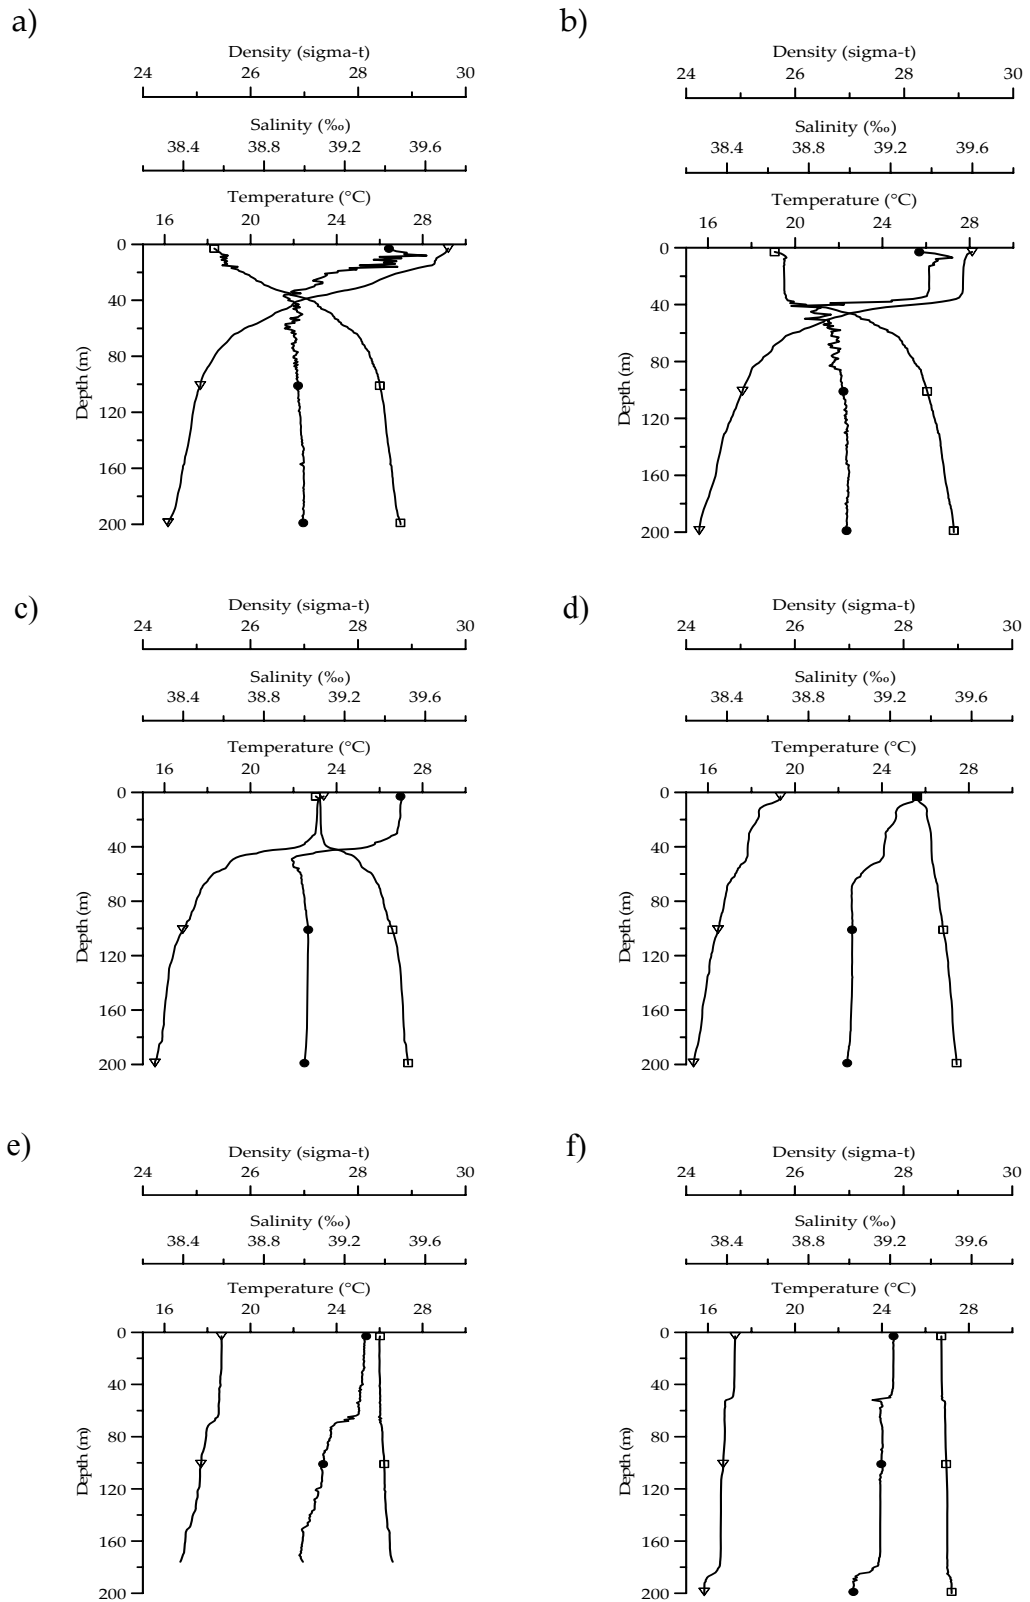 a)
Density (sigma-t)
24 26 28 30
Salinity (‰)
38.4 38.8 39.2 39.6
Temperature (°C)
16 20 24 28
0
40
80
120
160
200
Depth (m)
b)
Density (sigma-t)
24 26 28 30
Salinity (‰)
38.4 38.8 39.2 39.6
Temperature (°C)
16 20 24 28
0
40
80
120
160
200
Depth (m)
c)
Density (sigma-t)
24 26 28 30
Salinity (‰)
38.4 38.8 39.2 39.6
Temperature (°C)
16 20 24 28
0
40
80
120
160
200
Depth (m)
d)
Density (sigma-t)
24 26 28 30
Salinity (‰)
38.4 38.8 39.2 39.6
Temperature (°C)
16 20 24 28
0
40
80
120
160
200
Depth (m)
e)
Density (sigma-t)
24 26 28 30
Salinity (‰)
38.4 38.8 39.2 39.6
Temperature (°C)
16 20 24 28
0
40
80
120
160
200
Depth (m)
f)
Density (sigma-t)
24 26 28 30
Salinity (‰)
38.4 38.8 39.2 39.6
Temperature (°C)
16 20 24 28
0
40
80
120
160
200
Depth (m)